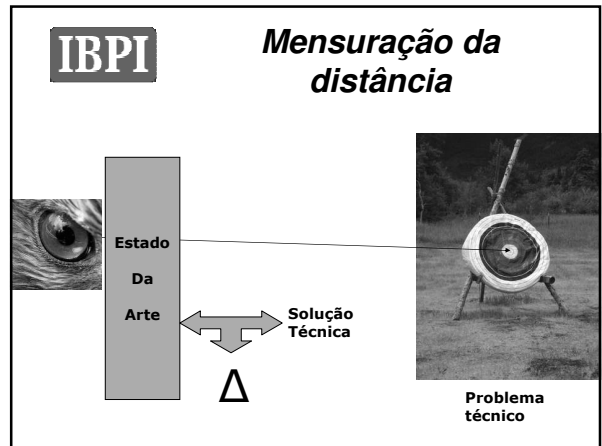 IBPI
Mensuração da
distância
Estado
Da
Arte
Solução
Técnica
Δ
Problema
técnico